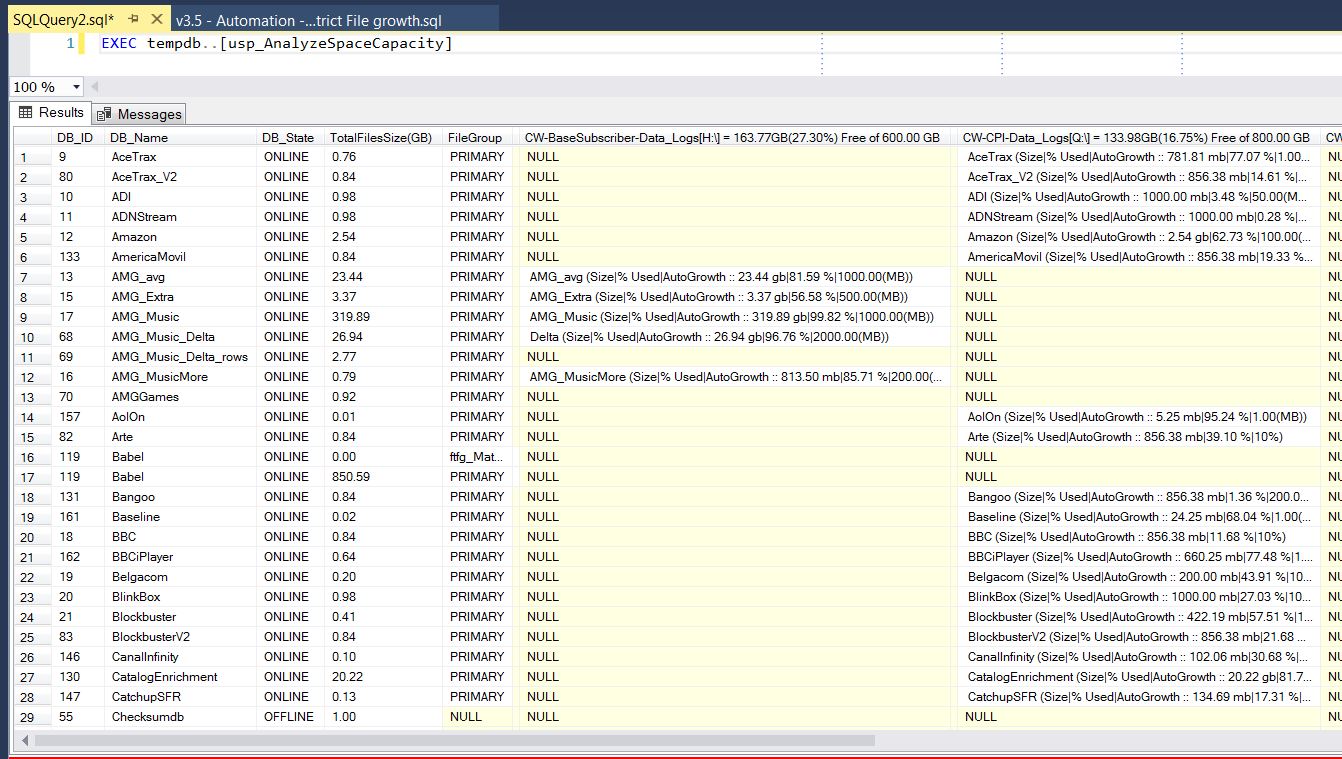 SQLQuery2.sql* v3.5 - Automation -...trict File growth.sql
1 EXEC tempdb..[usp_AnalyzeSpaceCapacity]
100 %
Results Messages
DB_ID DB_Name DB_State TotalFilesSize(GB) FileGroup CW-BaseSubscriber-Data_Logs[H:\] = 163.77GB(27.30%) Free of 600.00 GB CW-CPI-Data_Logs[Q:\] = 133.98GB(16.75%) Free of 800.00 GB CW
1 9 AceTrax ONLINE 0.76 PRIMARY NULL AceTrax (Size|% Used|AutoGrowth :: 781.81 mb|77.07 %|1.00... NU
2 80 AceTrax_V2 ONLINE 0.84 PRIMARY NULL AceTrax_V2 (Size|% Used|AutoGrowth :: 856.38 mb|14.61 %|... NU
3 10 ADI ONLINE 0.98 PRIMARY NULL ADI (Size|% Used|AutoGrowth :: 1000.00 mb|3.48 %|50.00(M... NU
4 11 ADNStream ONLINE 0.98 PRIMARY NULL ADNStream (Size|% Used|AutoGrowth :: 1000.00 mb|0.28 %|... NU
5 12 Amazon ONLINE 2.54 PRIMARY NULL Amazon (Size|% Used|AutoGrowth :: 2.54 gb|62.73 %|100.00(... NU
6 133 AmericaMovil ONLINE 0.84 PRIMARY NULL AmericaMovil (Size|% Used|AutoGrowth :: 856.38 mb|19.33 %... NU
7 13 AMG_avg ONLINE 23.44 PRIMARY AMG_avg (Size|% Used|AutoGrowth :: 23.44 gb|81.59 %|1000.00(MB)) NULL NU
8 15 AMG_Extra ONLINE 3.37 PRIMARY AMG_Extra (Size|% Used|AutoGrowth :: 3.37 gb|56.58 %|500.00(MB)) NULL NU
9 17 AMG_Music ONLINE 319.89 PRIMARY AMG_Music (Size|% Used|AutoGrowth :: 319.89 gb|99.82 %|1000.00(MB)) NULL NU
10 68 AMG_Music_Delta ONLINE 26.94 PRIMARY Delta (Size|% Used|AutoGrowth :: 26.94 gb|96.76 %|2000.00(MB)) NULL NU
11 69 AMG_Music_Delta_rows ONLINE 2.77 PRIMARY NULL NULL NU
12 16 AMG_MusicMore ONLINE 0.79 PRIMARY AMG_MusicMore (Size|% Used|AutoGrowth :: 813.50 mb|85.71 %|200.00(... NULL NU
13 70 AMGGames ONLINE 0.92 PRIMARY NULL NULL NU
14 157 AolOn ONLINE 0.01 PRIMARY NULL AolOn (Size|% Used|AutoGrowth :: 5.25 mb|95.24 %|1.00(MB)) NU
15 82 Arte ONLINE 0.84 PRIMARY NULL Arte (Size|% Used|AutoGrowth :: 856.38 mb|39.10 %|10%) NU
16 119 Babel ONLINE 0.00 ftfg_Mat... NULL NULL NU
17 119 Babel ONLINE 850.59 PRIMARY NULL NULL NU
18 131 Bangoo ONLINE 0.84 PRIMARY NULL Bangoo (Size|% Used|AutoGrowth :: 856.38 mb|1.36 %|200.0... NU
19 161 Baseline ONLINE 0.02 PRIMARY NULL Baseline (Size|% Used|AutoGrowth :: 24.25 mb|68.04 %|1.00(... NU
20 18 BBC ONLINE 0.84 PRIMARY NULL BBC (Size|% Used|AutoGrowth :: 856.38 mb|11.68 %|10%) NU
21 162 BBCiPlayer ONLINE 0.64 PRIMARY NULL BBCiPlayer (Size|% Used|AutoGrowth :: 660.25 mb|77.48 %|1.... NU
22 19 Belgacom ONLINE 0.20 PRIMARY NULL Belgacom (Size|% Used|AutoGrowth :: 200.00 mb|43.91 %|10... NU
23 20 BlinkBox ONLINE 0.98 PRIMARY NULL BlinkBox (Size|% Used|AutoGrowth :: 1000.00 mb|27.03 %|10... NU
24 21 Blockbuster ONLINE 0.41 PRIMARY NULL Blockbuster (Size|% Used|AutoGrowth :: 422.19 mb|57.51 %|1... NU
25 83 BlockbusterV2 ONLINE 0.84 PRIMARY NULL BlockbusterV2 (Size|% Used|AutoGrowth :: 856.38 mb|21.68 ... NU
26 146 CanalInfinity ONLINE 0.10 PRIMARY NULL CanalInfinity (Size|% Used|AutoGrowth :: 102.06 mb|30.68 %|... NU
27 130 CatalogEnrichment ONLINE 20.22 PRIMARY NULL CatalogEnrichment (Size|% Used|AutoGrowth :: 20.22 gb|81.7... NU
28 147 CatchupSFR ONLINE 0.13 PRIMARY NULL CatchupSFR (Size|% Used|AutoGrowth :: 134.69 mb|17.31 %|... NU
29 55 Checksumdb OFFLINE 1.00 NULL NULL NULL NU